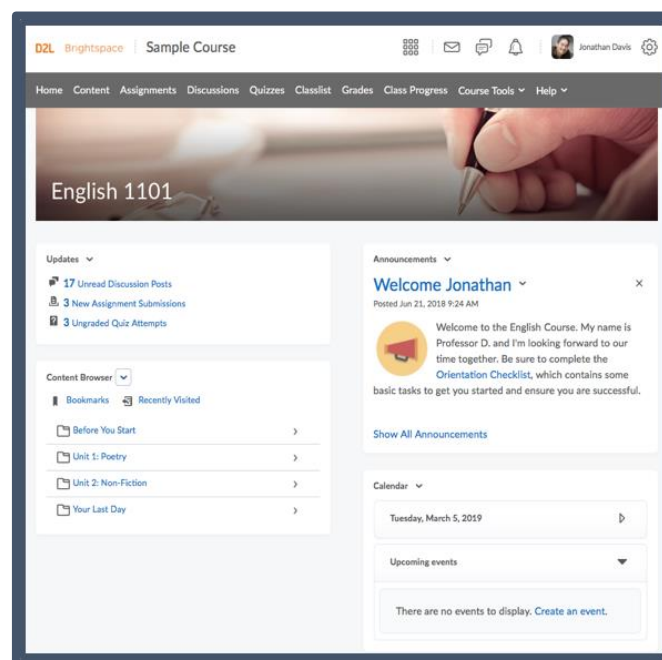 D2L Brightspace Sample Course
Jonathan Davis
Home Content Assignments Discussions Quizzes Classlist Grades Class Progress Course Tools Help
English 1101
Updates
17 Unread Discussion Posts
3 New Assignment Submissions
3 Ungraded Quiz Attempts
Content Browser
Bookmarks Recently Visited
Before You Start
Unit 1: Poetry
Unit 2: Non-Fiction
Your Last Day
Announcements
Welcome Jonathan
Posted Jun 21, 2018 9:24 AM
Welcome to the English Course. My name is
Professor D. and I'm looking forward to our
time together. Be sure to complete the
Orientation Checklist, which contains some
basic tasks to get you started and ensure you are successful.
Show All Announcements
Calendar
Tuesday, March 5, 2019
Upcoming events
There are no events to display. Create an event.